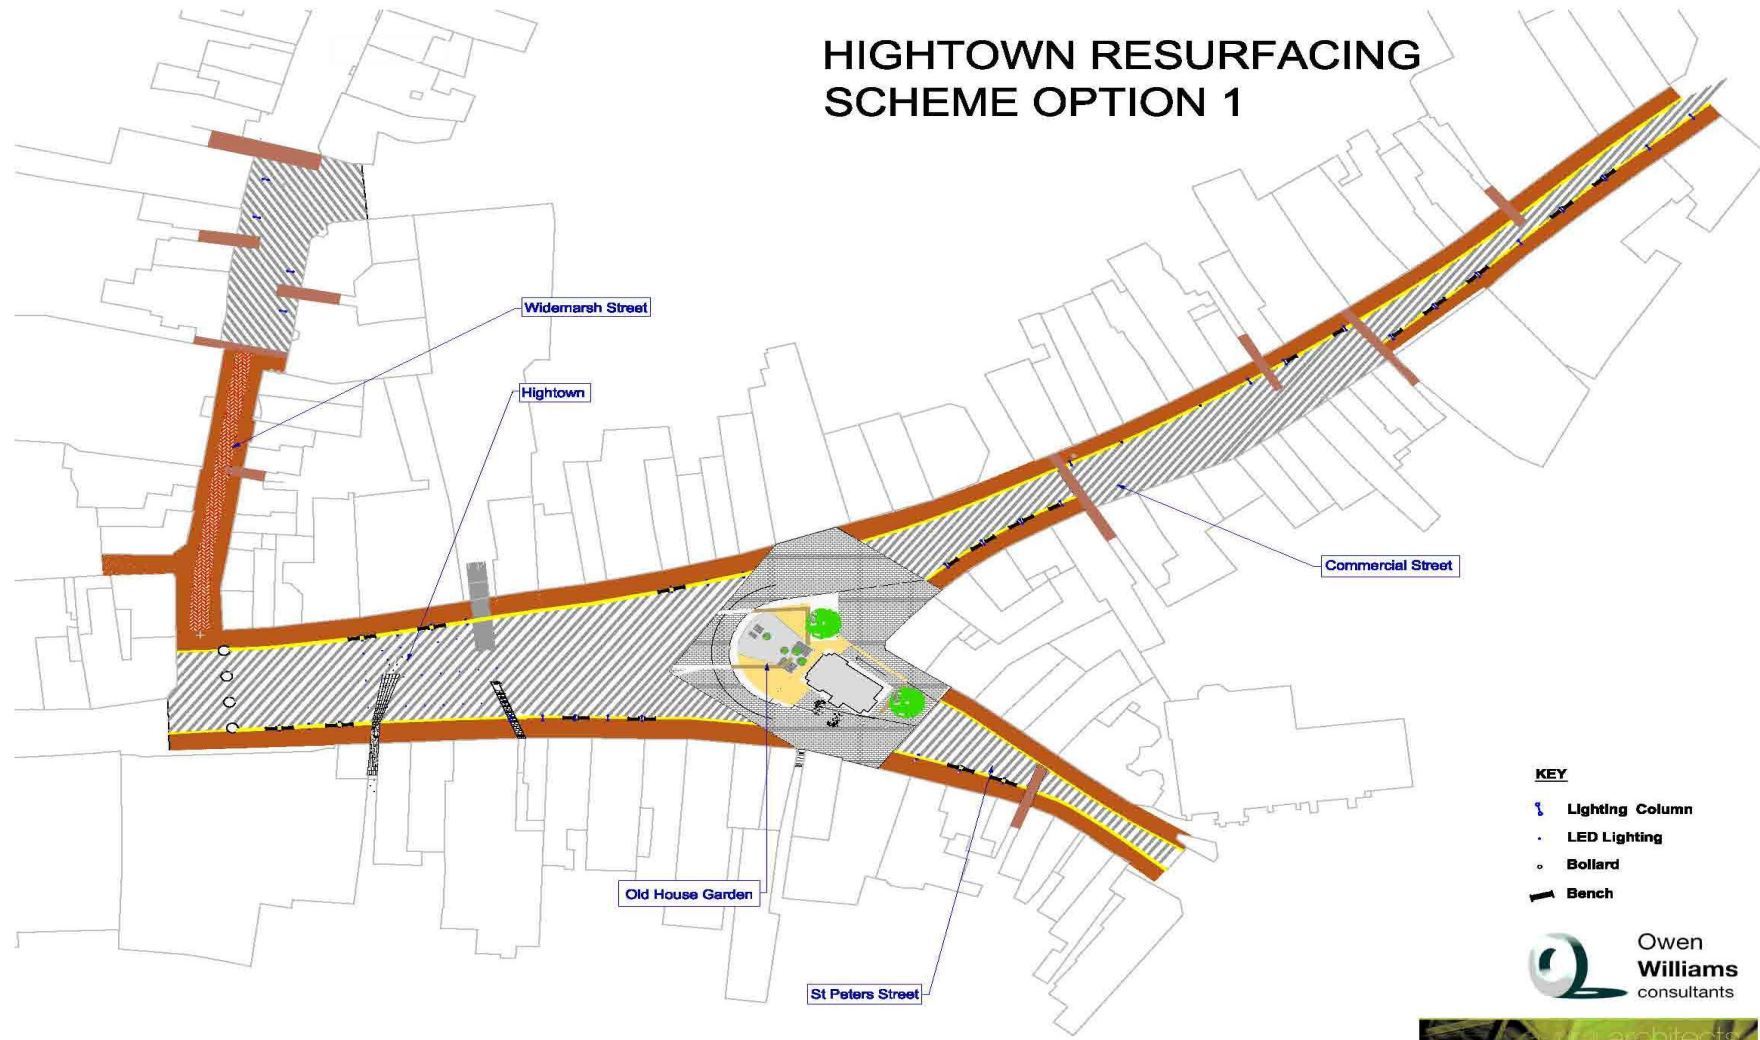 HIGHTOWN RESURFACING
SCHEME OPTION 1
Widemarsh Street
Hightown
Commercial Street
Old House Garden
St Peters Street
KEY
Lighting Column
LED Lighting
Bollard
Bench
Owen
Williams
consultants
architects